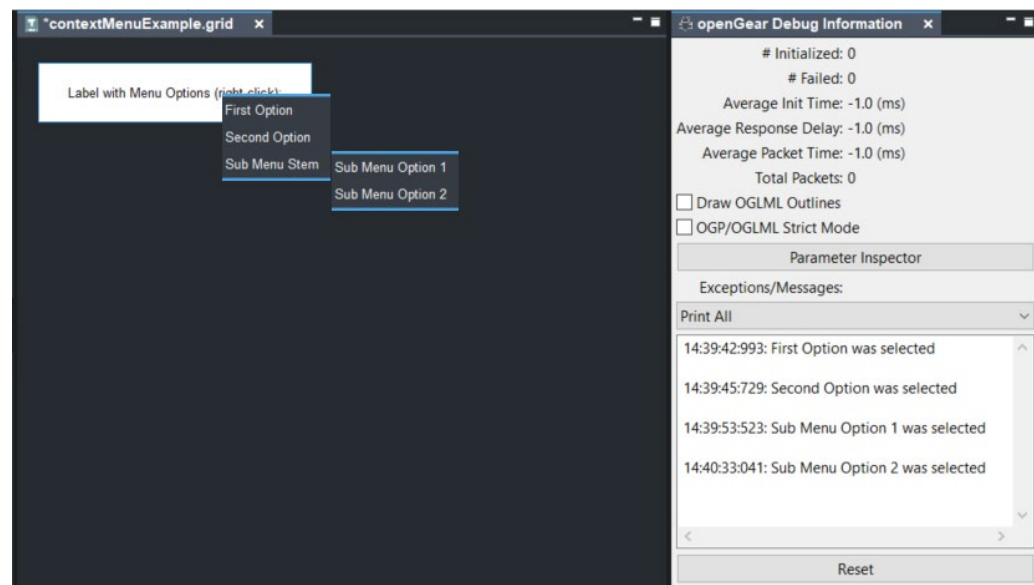 *contextMenuExample.grid
Label with Menu Options (right-click):
First Option
Second Option
Sub Menu Stem
Sub Menu Option 1
Sub Menu Option 2
openGear Debug Information
# Initialized: 0
# Failed: 0
Average Init Time: -1.0 (ms)
Average Response Delay: -1.0 (ms)
Average Packet Time: -1.0 (ms)
Total Packets: 0
Draw OGLML Outlines
OGP/OGLML Strict Mode
Parameter Inspector
Exceptions/Messages:
Print All
14:39:42:993: First Option was selected
14:39:45:729: Second Option was selected
14:39:53:523: Sub Menu Option 1 was selected
14:40:33:041: Sub Menu Option 2 was selected
Reset